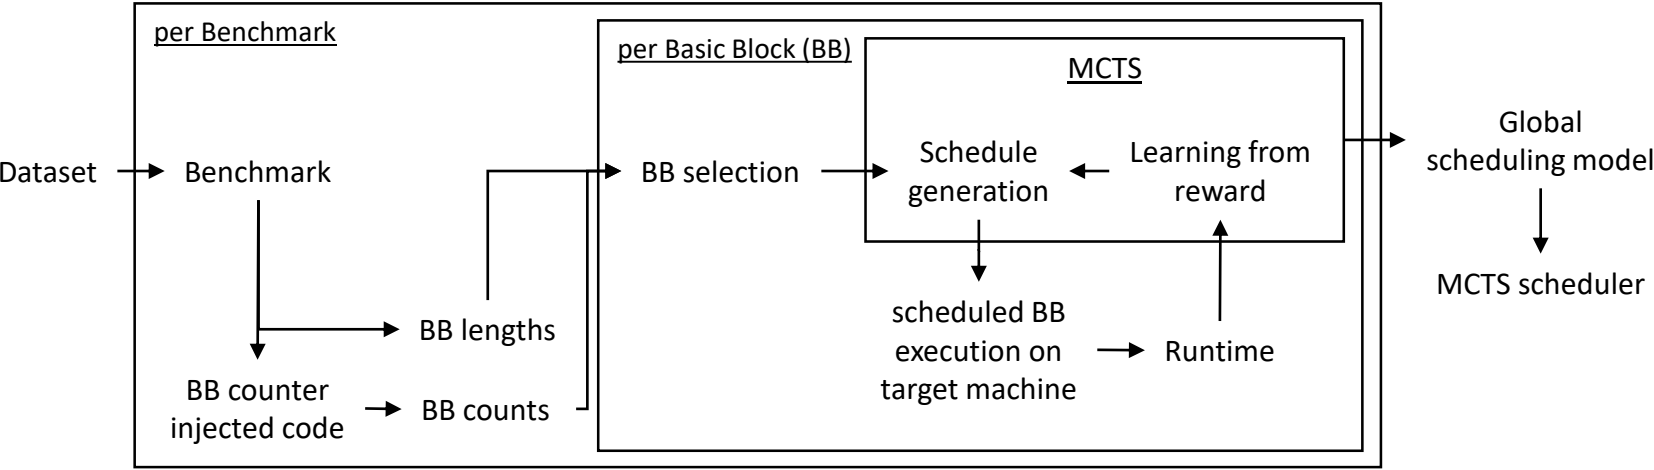 per Benchmark
per Basic Block (BB)
MCTS
Dataset
Benchmark
BB selection
Schedule
generation
Learning from
reward
Global
scheduling model
MCTS scheduler
BB lengths
scheduled BB
execution on
target machine
Runtime
BB counter
injected code
BB counts